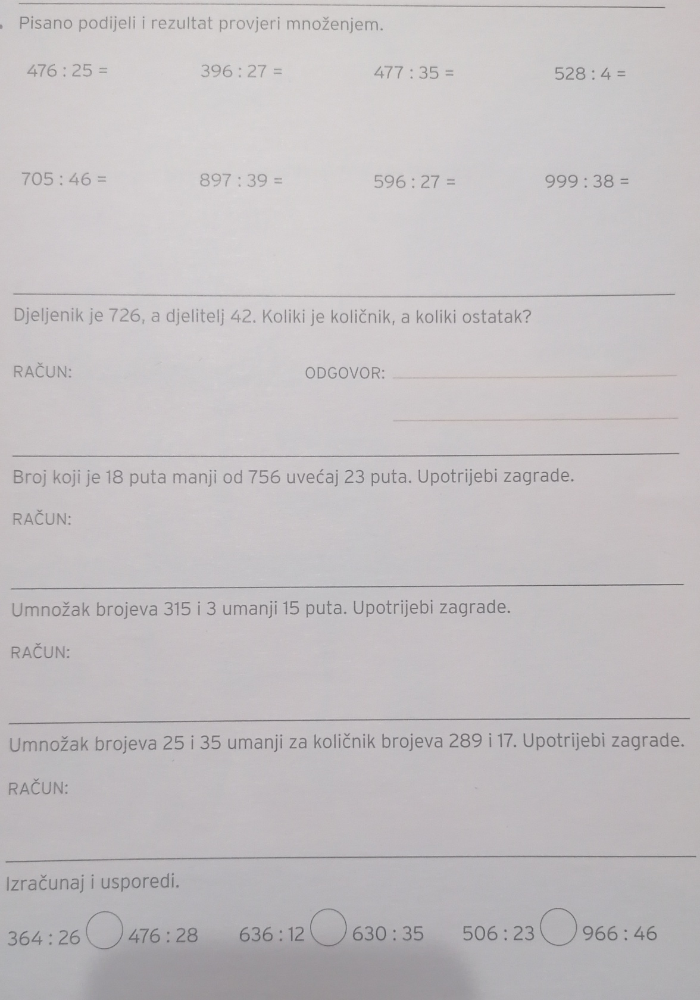 Pisano podijeli i rezultat provjeri množenjem.
476 : 25 = 396 : 27 = 477 : 35 = 528 : 4 =
705 : 46 = 897 : 39 = 596 : 27 = 999 : 38 =
Djeljenik je 726, a djelitelj 42. Koliki je količnik, a koliki ostatak?
RAČUN: ODGOVOR:
Broj koji je 18 puta manji od 756 uvećaj 23 puta. Upotrijebi zagrade.
RAČUN:
Umnožak brojeva 315 i 3 umanji 15 puta. Upotrijebi zagrade.
RAČUN:
Umnožak brojeva 25 i 35 umanji za količnik brojeva 289 i 17. Upotrijebi zagrade.
RAČUN:
Izračunaj i usporedi.
364 : 26 476 : 28 636 : 12 630 : 35 506 : 23 966 : 46